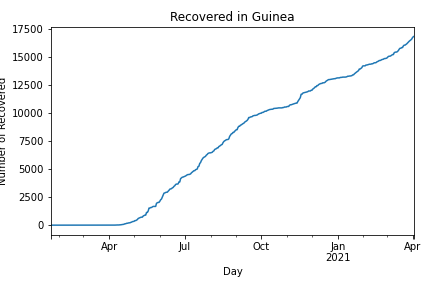 Recovered in Guinea
17500
15000
12500
10000
7500
5000
2500
0
Number of Recovered
Apr
Jul
Oct
Jan
2021
Apr
Day